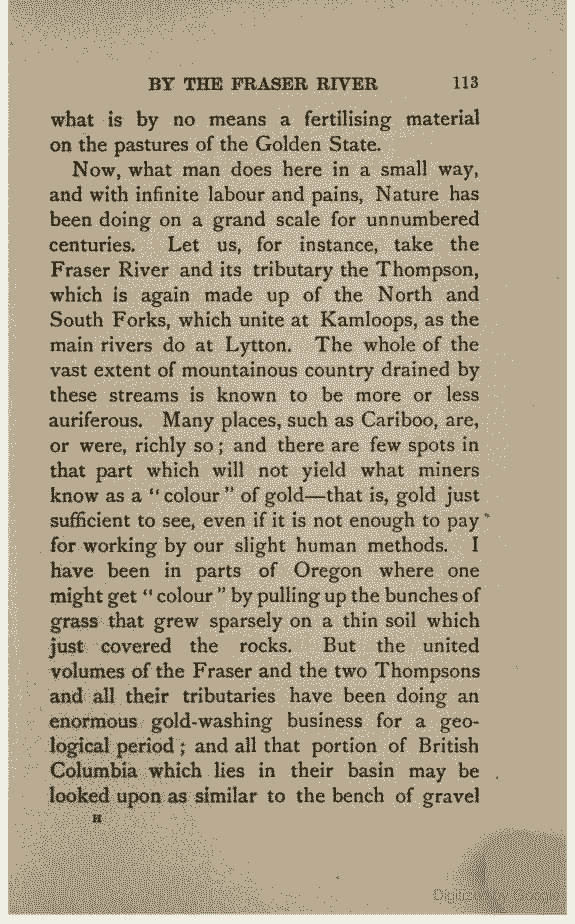 BY THE FRASER RIVER 113
what is by no means a fertilising material
on the pastures of the Golden State.
Now, what man does here in a small way,
and with infinite labour and pains, Nature has
been doing on a grand scale for unnumbered
centuries. Let us, for instance, take the
Fraser River and its tributary the Thompson,
which is again made up of the North and
South Forks, which unite at Kamloops, as the
main rivers do at Lytton. The whole of the
vast extent of mountainous country drained by
these streams is known to be more or less
auriferous. Many places, such as Cariboo, are,
or were, richly so; and there are few spots in
that part which will not yield what miners
know as a “colour” of gold—that is, gold just
sufficient to see, even if it is not enough to pay
for working by our slight human methods. I
have been in parts of Oregon where one
might get “colour” by pulling up the bunches of
grass that grew sparsely on a thin soil which
just covered the rocks. But the united
volumes of the Fraser and the two Thompsons
and all their tributaries have been doing an
enormous gold-washing business for a geo-
logical period; and all that portion of British
Columbia which lies in their basin may be
looked upon as similar to the bench of gravel
H
Digitized by Google